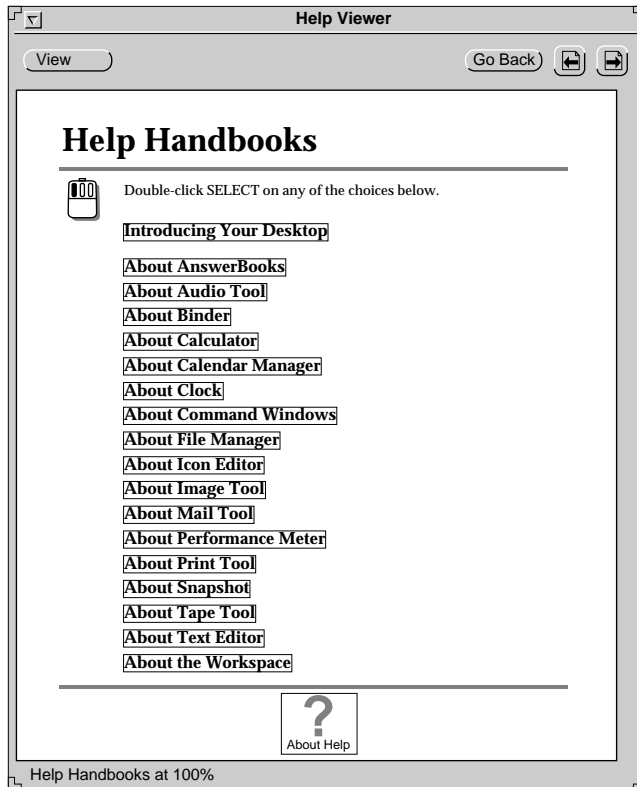 Help Viewer
View
Go Back
Help Handbooks
Double-click SELECT on any of the choices below.
Introducing Your Desktop
About AnswerBooks
About Audio Tool
About Binder
About Calculator
About Calendar Manager
About Clock
About Command Windows
About File Manager
About Icon Editor
About Image Tool
About Mail Tool
About Performance Meter
About Print Tool
About Snapshot
About Tape Tool
About Text Editor
About the Workspace
?
About Help
Help Handbooks at 100%